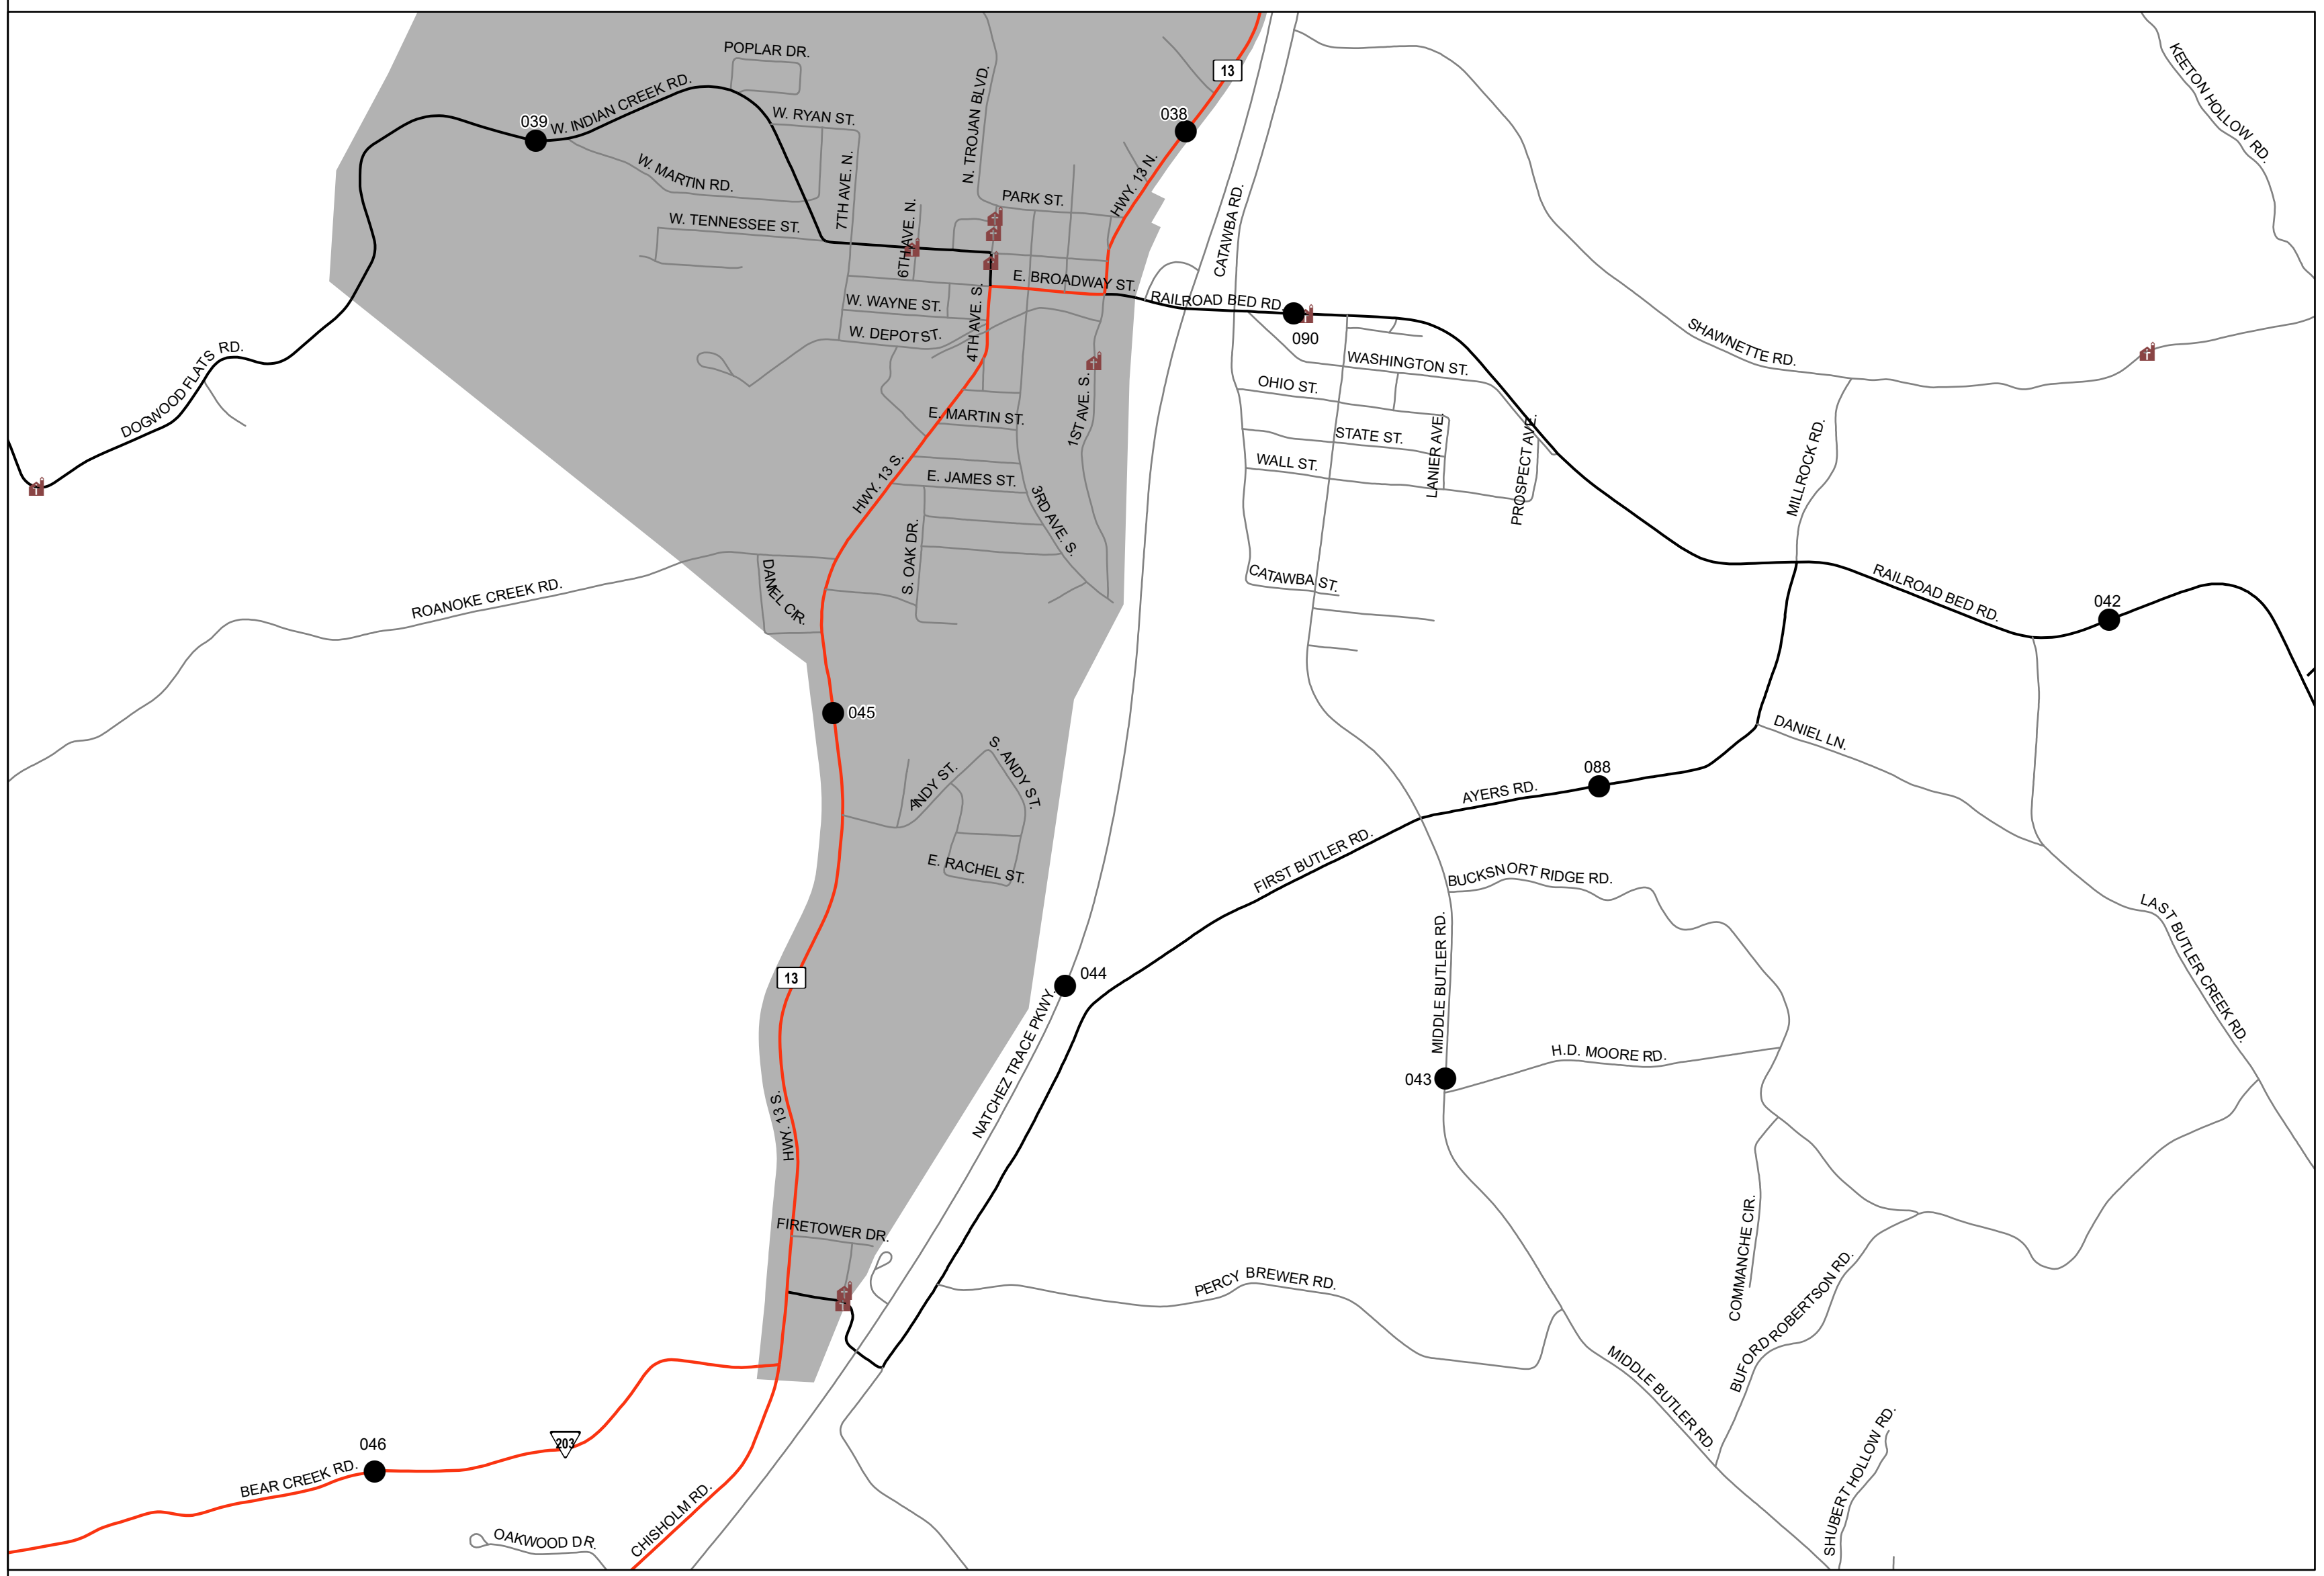 POPLAR DR.
KEETON HOLLOW RD.
13
W. INDIAN CREEK RD.
039
038
W. RYAN ST.
N. TROJAN BLVD.
W. MARTIN RD.
7TH AVE. N.
HWY. 13 N.
PARK ST.
W. TENNESSEE ST.
6TH AVE. N.
CATAWBA RD.
E. BROADWAY ST.
RAILROAD BED RD.
090
W. WAYNE ST.
W. DEPOT ST.
4TH AVE. S.
SHAWNETTE RD.
DOGWOOD FLATS RD.
WASHINGTON ST.
OHIO ST.
1ST AVE. S.
E. MARTIN ST.
STATE ST.
LANIER AVE.
PROSPECT AVE.
MILLROCK RD.
WALL ST.
HWY. 13 S.
E. JAMES ST.
3RD AVE. S.
S. OAK DR.
DANIEL CIR.
ROANOKE CREEK RD.
CATAWBA ST.
RAILROAD BED RD.
042
045
DANIEL LN.
S. ANDY ST.
ANDY ST.
088
AYERS RD.
E. RACHEL ST.
FIRST BUTLER RD.
BUCKSNORT RIDGE RD.
LAST BUTLER CREEK RD.
MIDDLE BUTLER RD.
13
044
NATCHEZ TRACE PKWY.
H.D. MOORE RD.
043
HWY. 13 S.
FIRETOWER DR.
COMMANCHE CIR.
PERCY BREWER RD.
BUFORD ROBERTSON RD.
MIDDLE BUTLER RD.
203
046
BEAR CREEK RD.
SHUBERT HOLLOW RD.
CHISHOLM RD.
OAKWOOD DR.